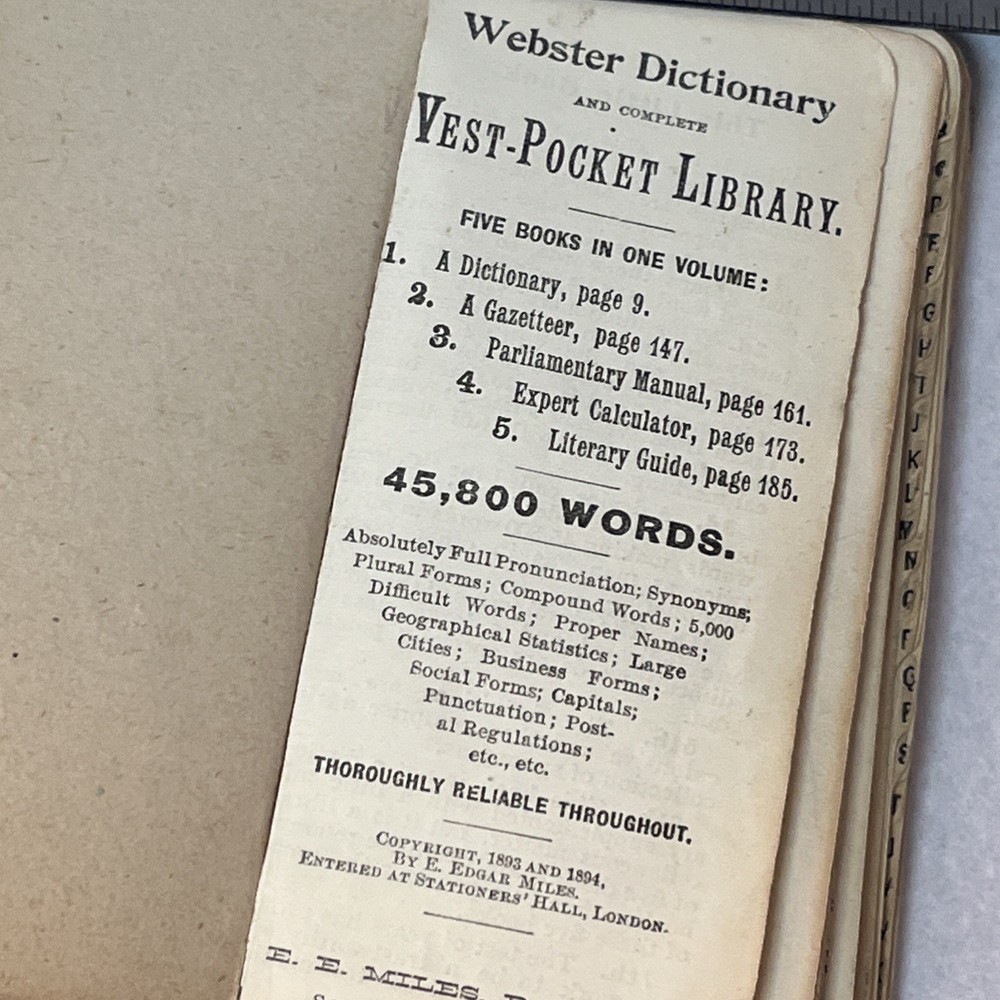 Webster Dictionary
AND COMPLETE
VEST-POCKET LIBRARY.
FIVE BOOKS IN ONE VOLUME:
1. A Dictionary, page 9.
2. A Gazetteer, page 147.
3. Parliamentary Manual, page 161.
4. Expert Calculator, page 173.
5. Literary Guide, page 185.
45,800 WORDS.
Absolutely Full Pronunciation; Synonyms;
Plural Forms; Compound Words; 5,000
Difficult Words; Proper Names;
Geographical Statistics; Large
Cities; Business Forms;
Social Forms; Capitals;
Punctuation; Post-
al Regulations;
etc., etc.
THOROUGHLY RELIABLE THROUGHOUT.
COPYRIGHT, 1893 AND 1894,
BY E. EDGAR MILES.
ENTERED AT STATIONERS' HALL, LONDON.
E. E. MILES,
F
G
H
I
J
K
L
M
N
O
Q
S